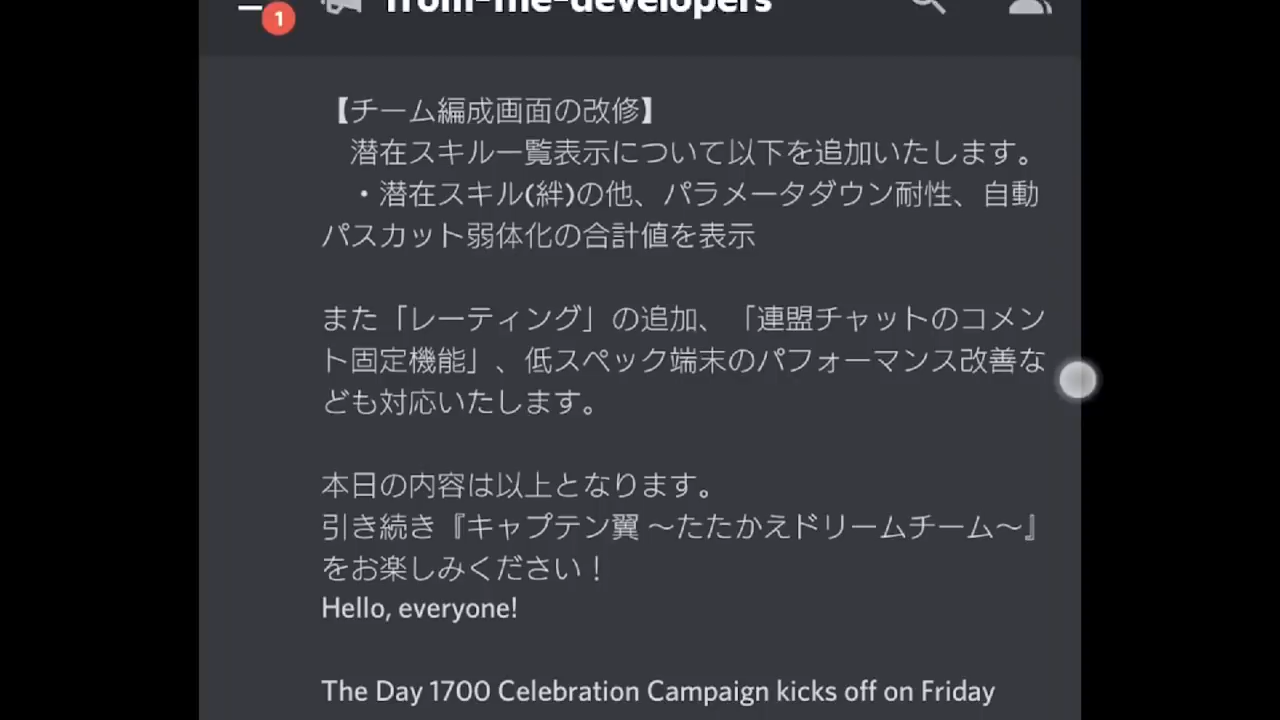 1
from-the-developers
【チーム編成画面の改修】
潜在スキル一覧表示について以下を追加いたします。
・潜在スキル(絆)の他、パラメータダウン耐性、自動
パスカット弱体化の合計値を表示
また「レーティング」の追加、「連盟チャットのコメン
ト固定機能」、低スペック端末のパフォーマンス改善な
ども対応いたします。
本日の内容は以上となります。
引き続き『キャプテン翼 〜たたかえドリームチーム〜』
をお楽しみください！
Hello, everyone!
The Day 1700 Celebration Campaign kicks off on Friday